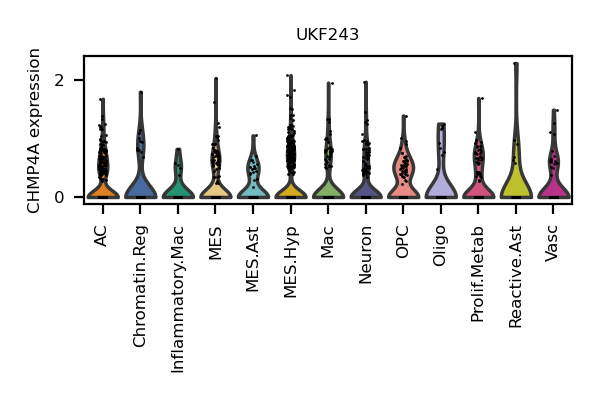 UKF243
CHMP4A expression
2
0
AC
Chromatin.Reg
Inflammatory.Mac
MES
MES.Ast
MES.Hyp
Mac
Neuron
OPC
Oligo
Prolif.Metab
Reactive.Ast
Vasc